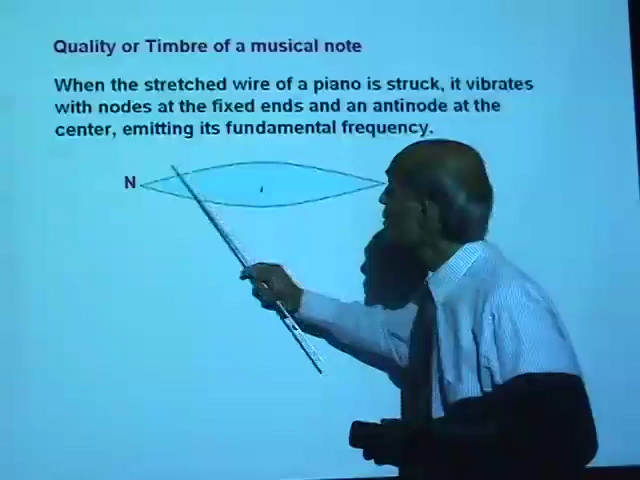 Quality or Timbre of a musical note
When the stretched wire of a piano is struck, it vibrates
with nodes at the fixed ends and an antinode at the
center, emitting its fundamental frequency.
N